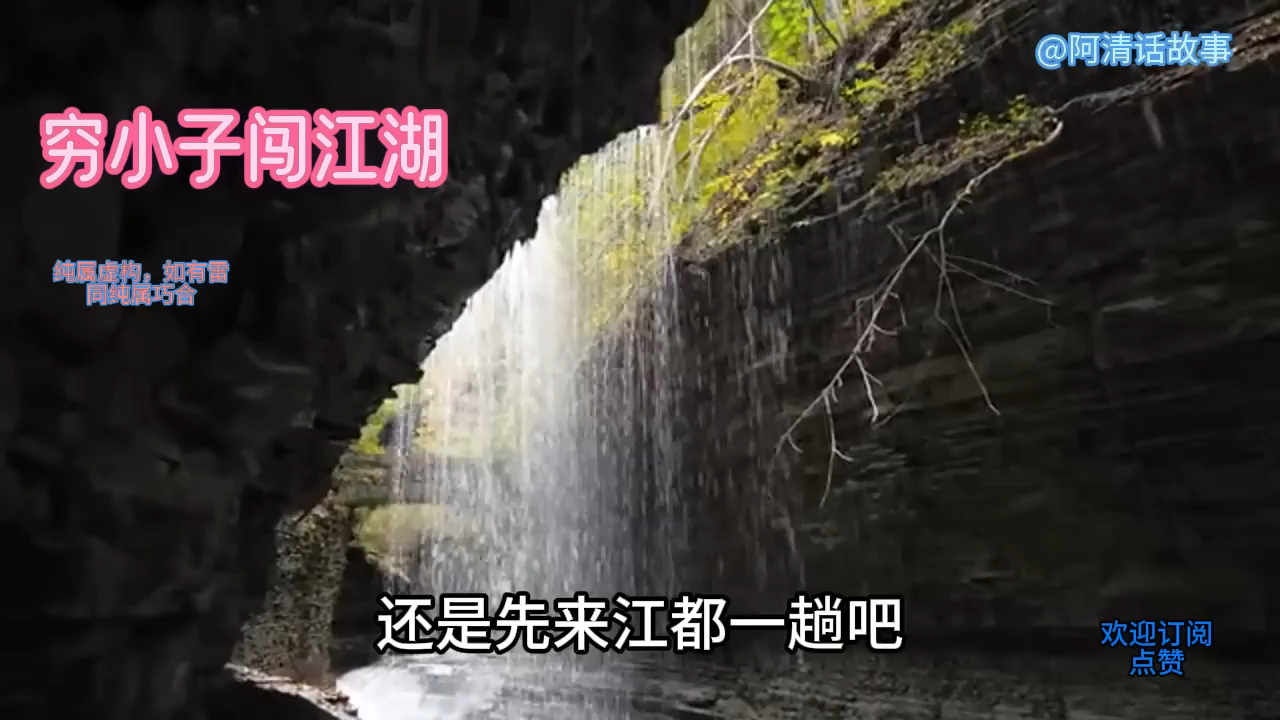 @阿清话故事
穷小子闯江湖
纯属虚构，如有雷
同纯属巧合
还是先来江都一趟吧
欢迎订阅
点赞